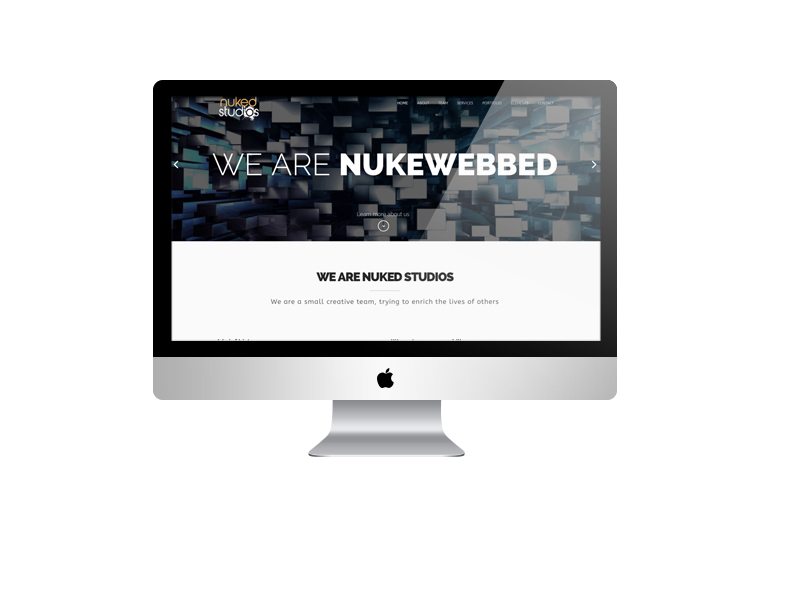 nuked
studios
HOME ABOUT TEAM SERVICES PORTFOLIO ELEMENTS CONTACT
WE ARE NUKEWEBBED
Learn more about us
WE ARE NUKED STUDIOS
We are a small creative team, trying to enrich the lives of others